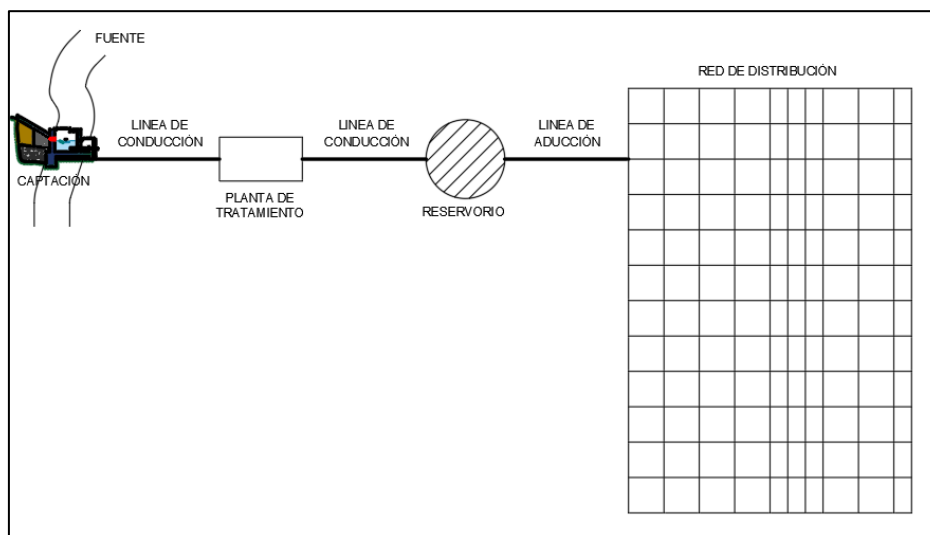 FUENTE
RED DE DISTRIBUCIÓN
LINEA DE
CONDUCCIÓN
LINEA DE
CONDUCCIÓN
LINEA DE
ADUCCIÓN
CAPTACIÓN
PLANTA DE
TRATAMIENTO
RESERVORIO